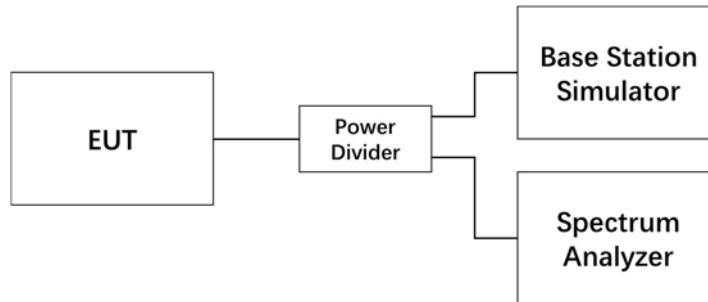 EUT
Power
Divider
Base Station
Simulator
Spectrum
Analyzer